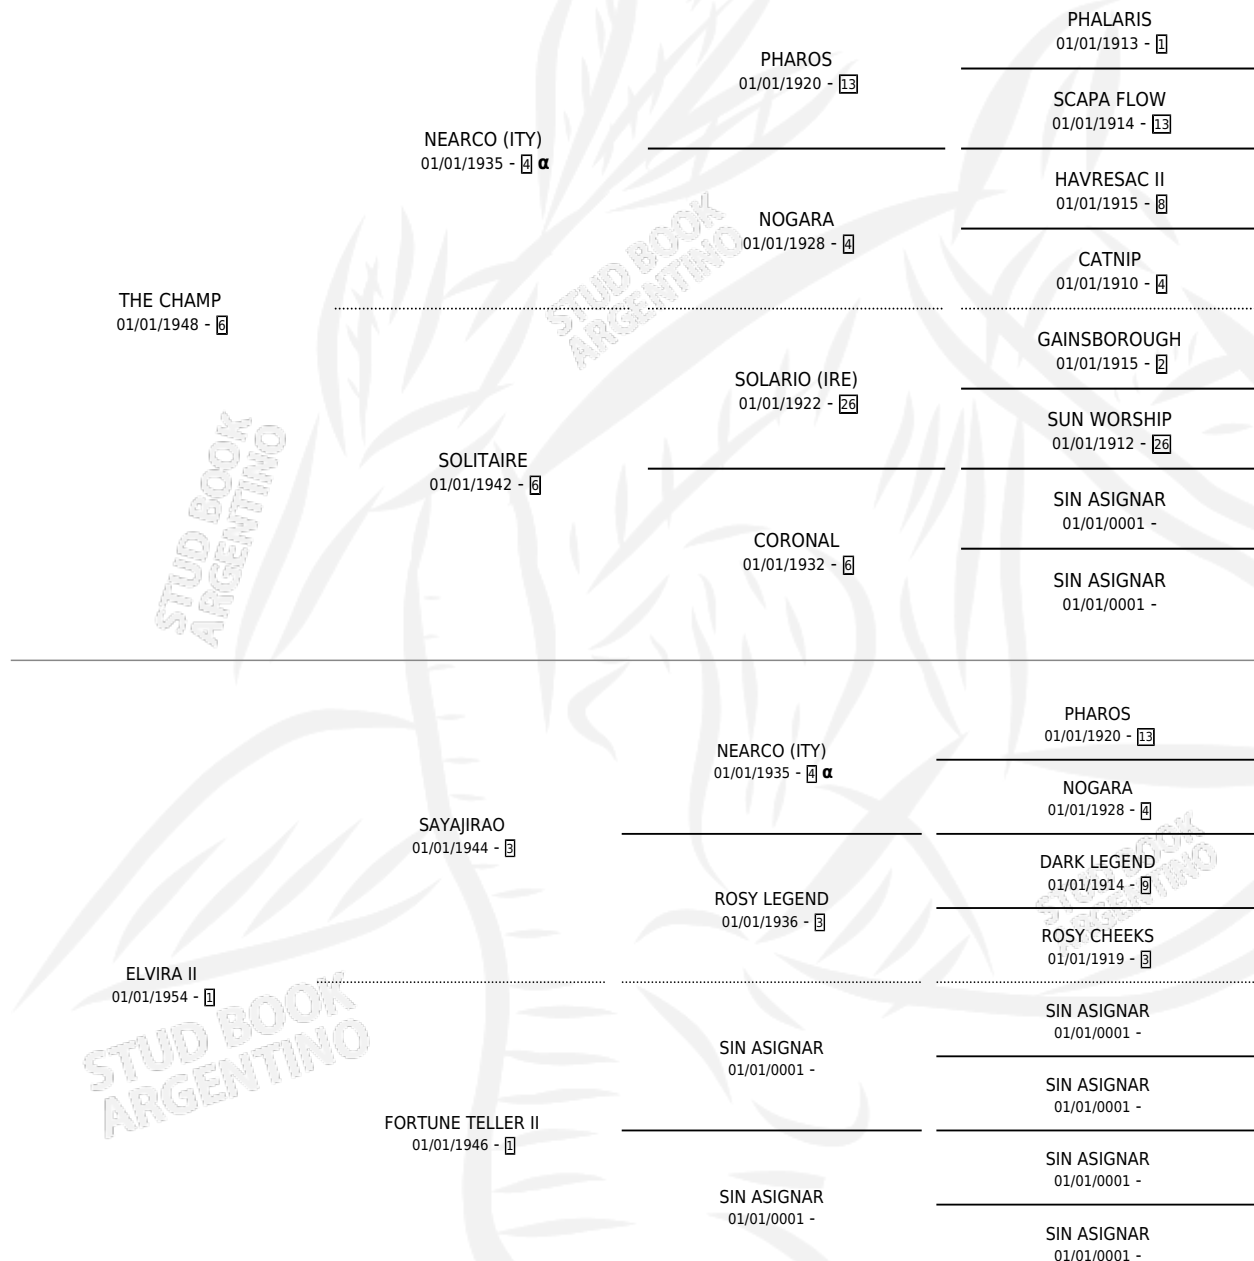 PHALARIS
01/01/1913 - 1
PHAROS
01/01/1920 - 13
SCAPA FLOW
01/01/1914 - 13
NEARCO (ITY)
01/01/1935 - 4 α
HAVRESAC II
01/01/1915 - 8
NOGARA
01/01/1928 - 4
CATNIP
01/01/1910 - 4
THE CHAMP
01/01/1948 - 6
GAINSBOROUGH
01/01/1915 - 2
SOLARIO (IRE)
01/01/1922 - 26
SUN WORSHIP
01/01/1912 - 26
SOLITAIRE
01/01/1942 - 6
SIN ASIGNAR
01/01/0001 -
CORONAL
01/01/1932 - 6
SIN ASIGNAR
01/01/0001 -
STUD BOOK
ARGENTINO
STUD BOOK
ARGENTINO
PHAROS
01/01/1920 - 13
NEARCO (ITY)
01/01/1935 - 4 α
NOGARA
01/01/1928 - 4
SAYAJIRAO
01/01/1944 - 3
DARK LEGEND
01/01/1914 - 9
ROSY LEGEND
01/01/1936 - 3
ROSY CHEEKS
01/01/1919 - 3
ELVIRA II
01/01/1954 - 1
SIN ASIGNAR
01/01/0001 -
SIN ASIGNAR
01/01/0001 -
SIN ASIGNAR
01/01/0001 -
FORTUNE TELLER II
01/01/1946 - 1
SIN ASIGNAR
01/01/0001 -
SIN ASIGNAR
01/01/0001 -
SIN ASIGNAR
01/01/0001 -
STUD BOOK
ARGENTINO
STUD BOOK
ARGENTINO